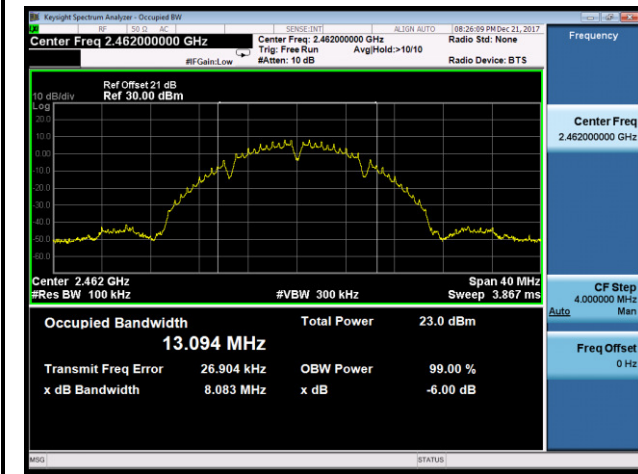 Keysight Spectrum Analyzer - Occupied BW
RF 50 Ω AC SENSE:INT ALIGN AUTO 08:26:09 PM Dec 21, 2017
Center Freq 2.462000000 GHz
Center Freq: 2.462000000 GHz
Radio Std: None
Trig: Free Run Avg|Hold:>10/10
#IFGain:Low #Atten: 10 dB Radio Device: BTS
Frequency
Ref Offset 21 dB
10 dB/div Ref 30.00 dBm
Log
20.0
10.0
0.00
-10.0
-20.0
-30.0
-40.0
-50.0
-60.0
Center 2.462 GHz Span 40 MHz
#Res BW 100 kHz #VBW 300 kHz Sweep 3.867 ms
Occupied Bandwidth Total Power 23.0 dBm
13.094 MHz
Transmit Freq Error 26.904 kHz OBW Power 99.00 %
x dB Bandwidth 8.083 MHz x dB -6.00 dB
Center Freq
2.462000000 GHz
CF Step
4.000000 MHz
Auto Man
Freq Offset
0 Hz
MSG STATUS